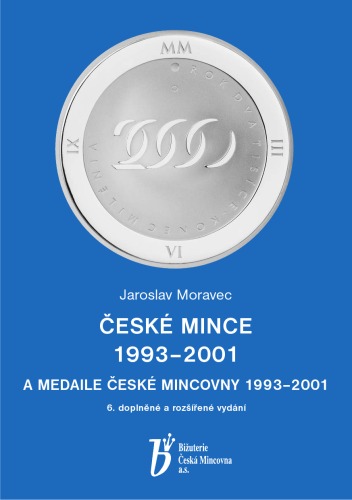 MM
III
VI
IX
2000
Jaroslav Moravec
ČESKÉ MINCE
1993–2001
A MEDAILE ČESKÉ MINCOVNY 1993–2001
6. doplněné a rozšířené vydání
Bižuterie
Česká Mincovna
a.s.